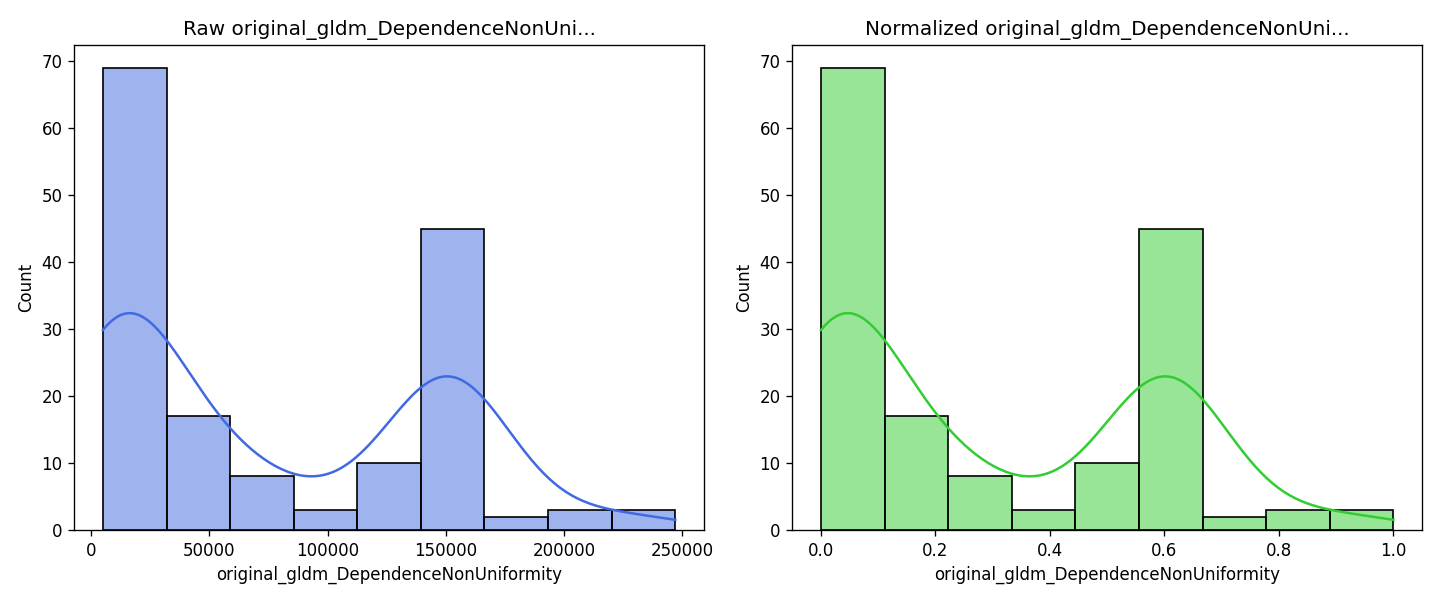 Raw original_gldm_DependenceNonUni...
70
60
50
40
30
20
10
0
Count
0 50000 100000 150000 200000 250000
original_gldm_DependenceNonUniformity
Normalized original_gldm_DependenceNonUni...
70
60
50
40
30
20
10
0
Count
0.0 0.2 0.4 0.6 0.8 1.0
original_gldm_DependenceNonUniformity